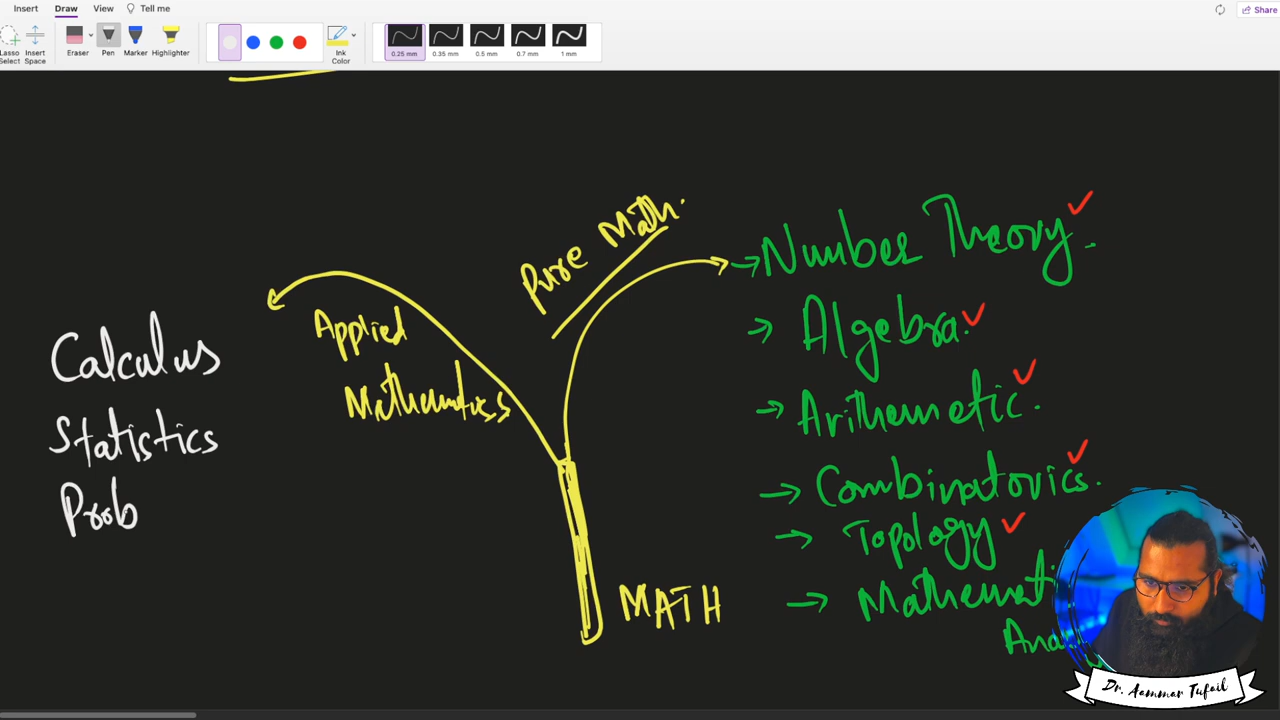 Insert Draw View Tell me
Share
Lasso Select
Insert Space
Eraser
Pen
Marker
Highlighter
Ink Color
0.25 mm
0.35 mm
0.5 mm
0.7 mm
1 mm
Pure Math.
→ Number Theory.
Applied
Mathematics
→ Algebra.
Calculus
→ Arithemetic.
Statistics
→ Combinatorics.
Prob
→ Topology
→ Mathemati
MATH
Ana
Dr. Aammar Tufail